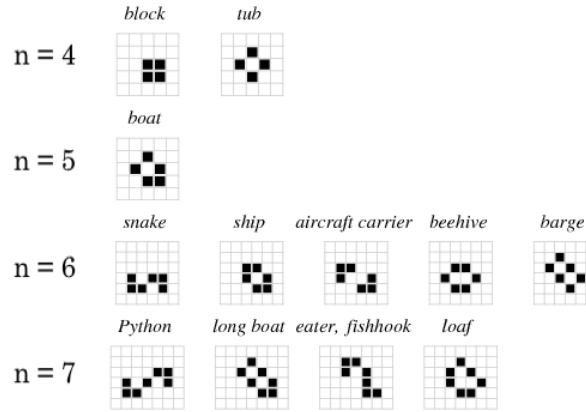 block tub
n = 4
boat
n = 5
snake ship aircraft carrier beehive barge
n = 6
Python long boat eater, fishhook loaf
n = 7